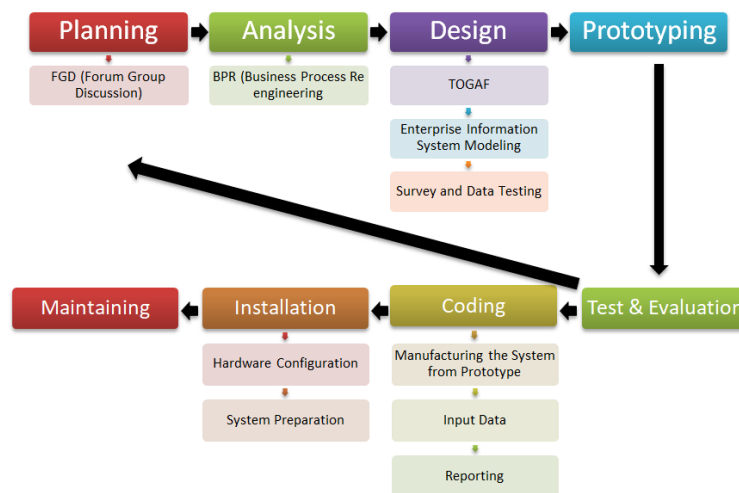 Planning
Analysis
Design
Prototyping
FGD (Forum Group
Discussion)
BPR (Business Process Re
engineering)
TOGAF
Enterprise Information
System Modeling
Survey and Data Testing
Maintaining
Installation
Coding
Test & Evaluation
Hardware Configuration
System Preparation
Manufacturing the System
from Prototype
Input Data
Reporting